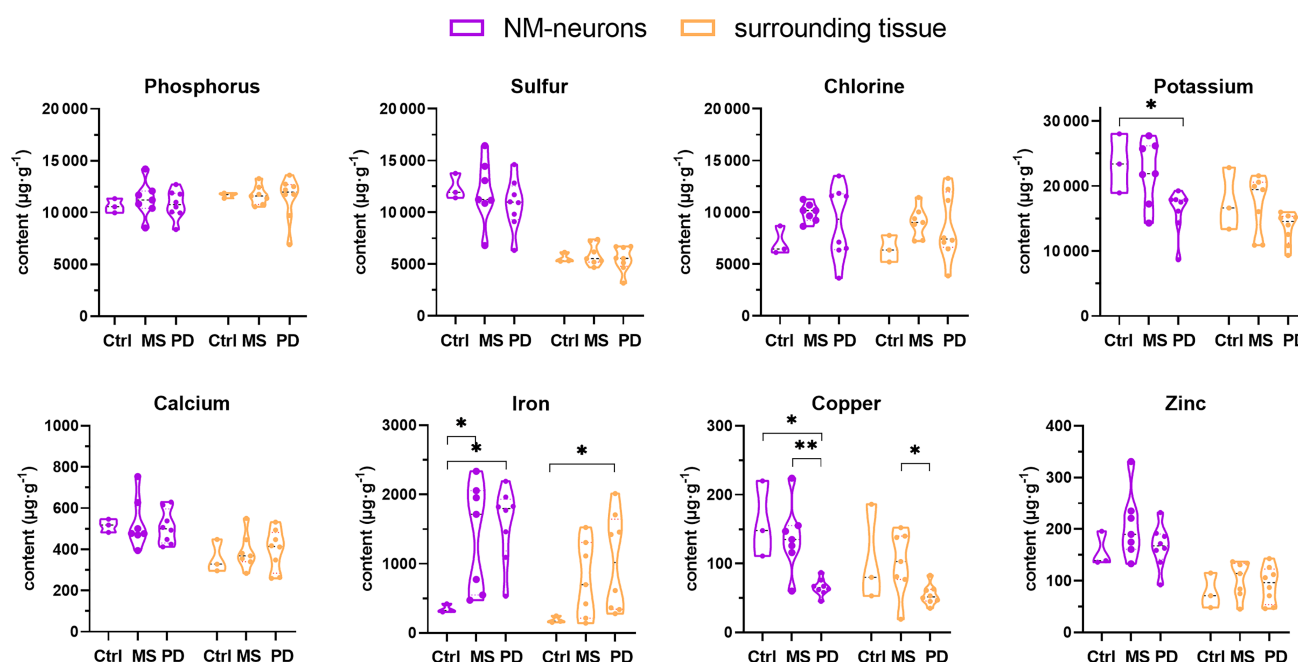 NM-neurons surrounding tissue
Phosphorus Sulfur Chlorine Potassium
content (µg·g⁻¹) content (µg·g⁻¹) content (µg·g⁻¹) content (µg·g⁻¹)
20 000 20 000 20 000 30 000
15 000 15 000 15 000 20 000
10 000 10 000 10 000 10 000
5000 5000 5000
0 0 0 0
*
Ctrl MS PD Ctrl MS PD Ctrl MS PD Ctrl MS PD Ctrl MS PD Ctrl MS PD Ctrl MS PD Ctrl MS PD
Calcium Iron Copper Zinc
content (µg·g⁻¹) content (µg·g⁻¹) content (µg·g⁻¹) content (µg·g⁻¹)
1000 3000 300 400
800 2000 200 300
600 1000 100 200
400 0 0 100
200 0
0
* * * * ** *
Ctrl MS PD Ctrl MS PD Ctrl MS PD Ctrl MS PD Ctrl MS PD Ctrl MS PD Ctrl MS PD Ctrl MS PD